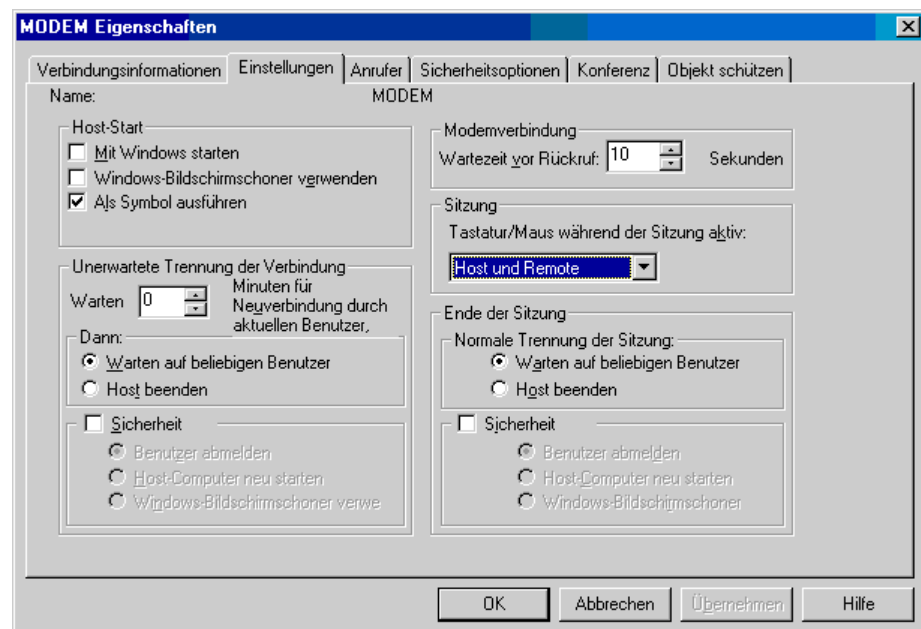 MODEM Eigenschaften
Verbindungsinformationen Einstellungen Anrufer Sicherheitsoptionen Konferenz Objekt schützen
Name: MODEM
Host-Start
Mit Windows starten
Windows-Bildschirmschoner verwenden
Als Symbol ausführen
Unerwartete Trennung der Verbindung
Warten 0 Minuten für
Neuverbindung durch
aktuellen Benutzer,
Dann:
Warten auf beliebigen Benutzer
Host beenden
Sicherheit
Benutzer abmelden
Host-Computer neu starten
Windows-Bildschirmschoner verwe
Modemverbindung
Wartezeit vor Rückruf: 10 Sekunden
Sitzung
Tastatur/Maus während der Sitzung aktiv:
Host und Remote
Ende der Sitzung
Normale Trennung der Sitzung:
Warten auf beliebigen Benutzer
Host beenden
Sicherheit
Benutzer abmelden
Host-Computer neu starten
Windows-Bildschirmschoner
OK Abbrechen Übernehmen Hilfe